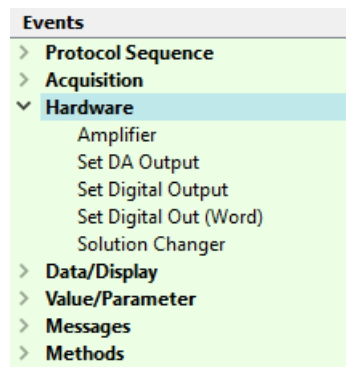 Events
Protocol Sequence
Acquisition
Hardware
Amplifier
Set DA Output
Set Digital Output
Set Digital Out (Word)
Solution Changer
Data/Display
Value/Parameter
Messages
Methods